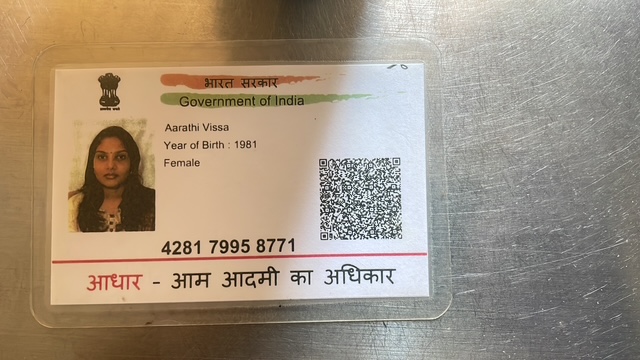 भारत सरकार
Government of India
Aarathi Vissa
Year of Birth : 1981
Female
4281 7995 8771
आधार - आम आदमी का अधिकार